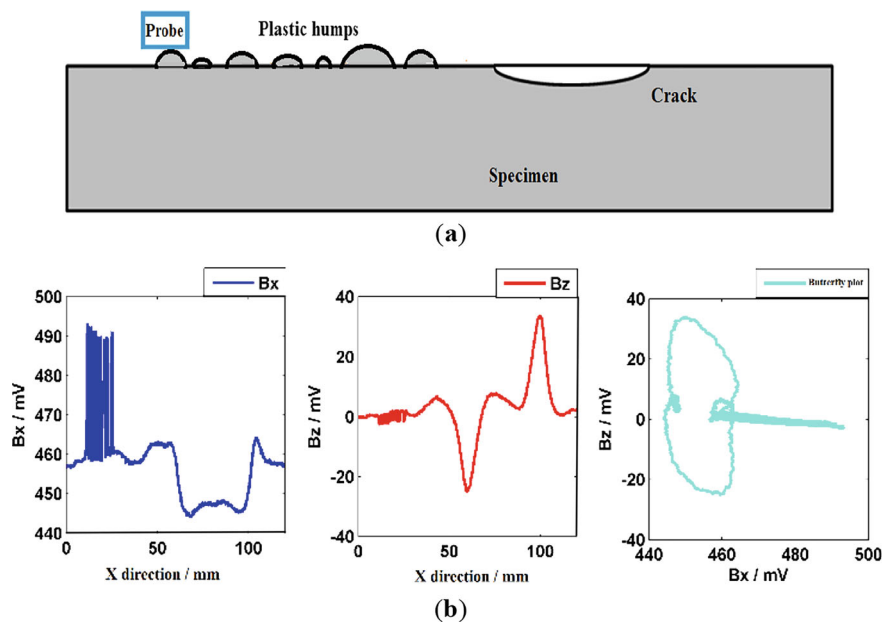 Probe
Plastic humps
Crack
Specimen
(a)
Bx
500
490
480
470
460
450
440
0
50
100
Bx / mV
X direction / mm
Bz
40
20
0
-20
-40
0
50
100
Bz / mV
X direction / mm
Butterfly plot
40
20
0
-20
-40
440
460
480
500
Bz / mV
Bx / mV
(b)